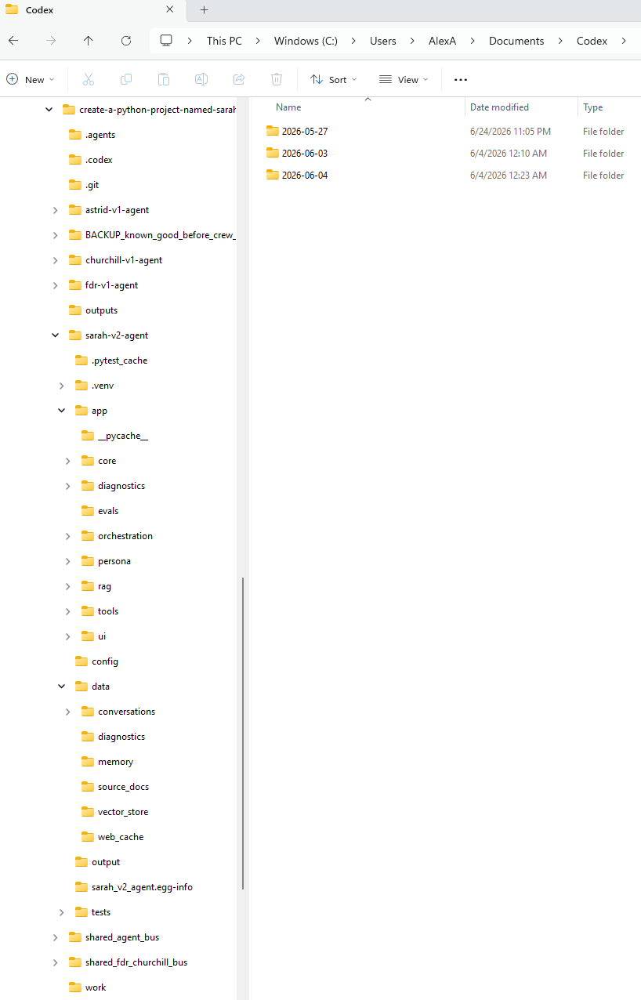 Codex
This PC Windows (C:) Users AlexA Documents Codex
New Sort View
create-a-python-project-named-sarah
.agents
.codex
.git
astrid-v1-agent
BACKUP_known_good_before_crew_
churchill-v1-agent
fdr-v1-agent
outputs
sarah-v2-agent
.pytest_cache
.venv
app
__pycache__
core
diagnostics
evals
orchestration
persona
rag
tools
ui
config
data
conversations
diagnostics
memory
source_docs
vector_store
web_cache
output
sarah_v2_agent.egg-info
tests
shared_agent_bus
shared_fdr_churchill_bus
work
Name Date modified Type
2026-05-27 6/24/2026 11:05 PM File folder
2026-06-03 6/4/2026 12:10 AM File folder
2026-06-04 6/4/2026 12:23 AM File folder